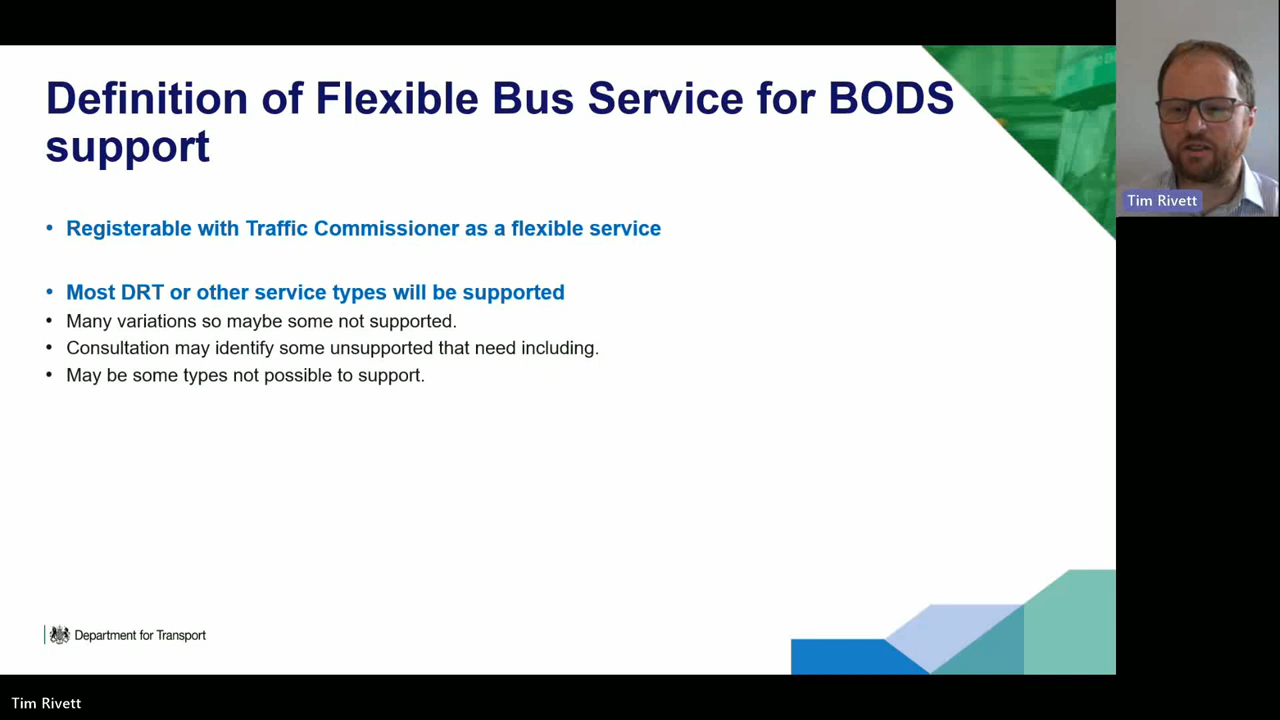 Definition of Flexible Bus Service for BODS
support
• Registerable with Traffic Commissioner as a flexible service
• Most DRT or other service types will be supported
• Many variations so maybe some not supported.
• Consultation may identify some unsupported that need including.
• May be some types not possible to support.
Department for Transport
Tim Rivett
Tim Rivett